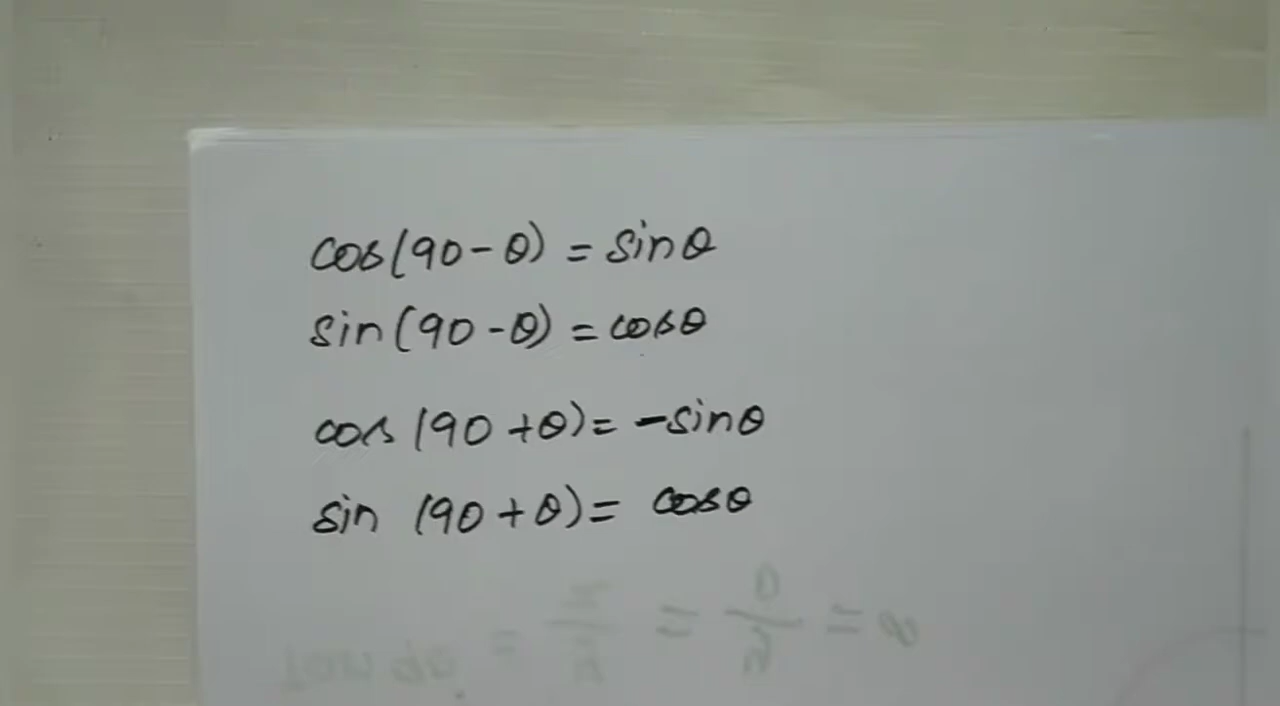 cos(90-θ) = sinθ
sin(90-θ) = cosθ
cos(90+θ)= -sinθ
sin (90+θ)= cosθ